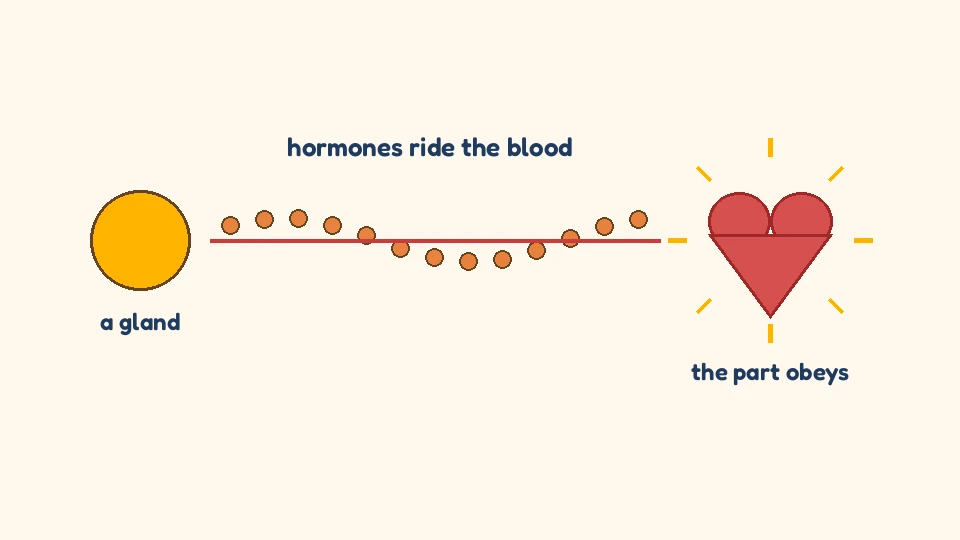 hormones ride the blood
a gland
the part obeys